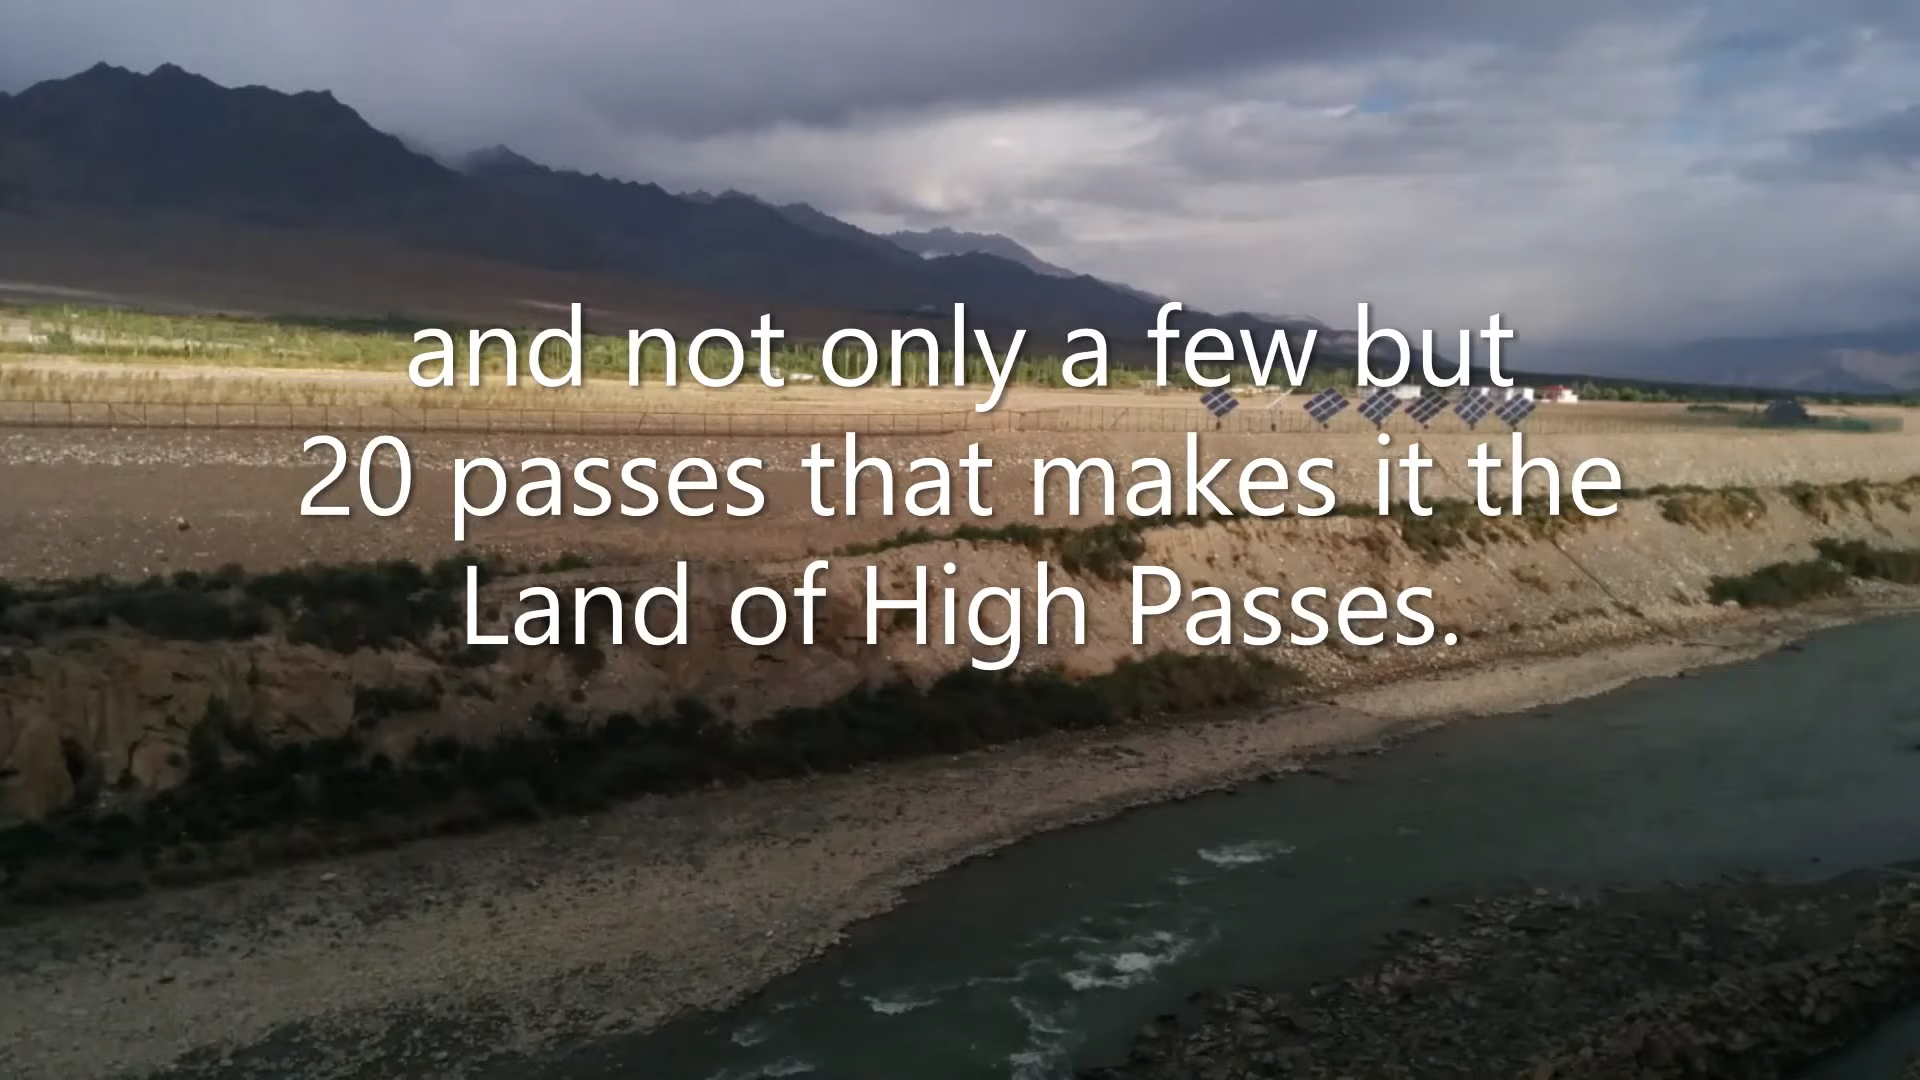 and not only a few but
20 passes that makes it the
Land of High Passes.